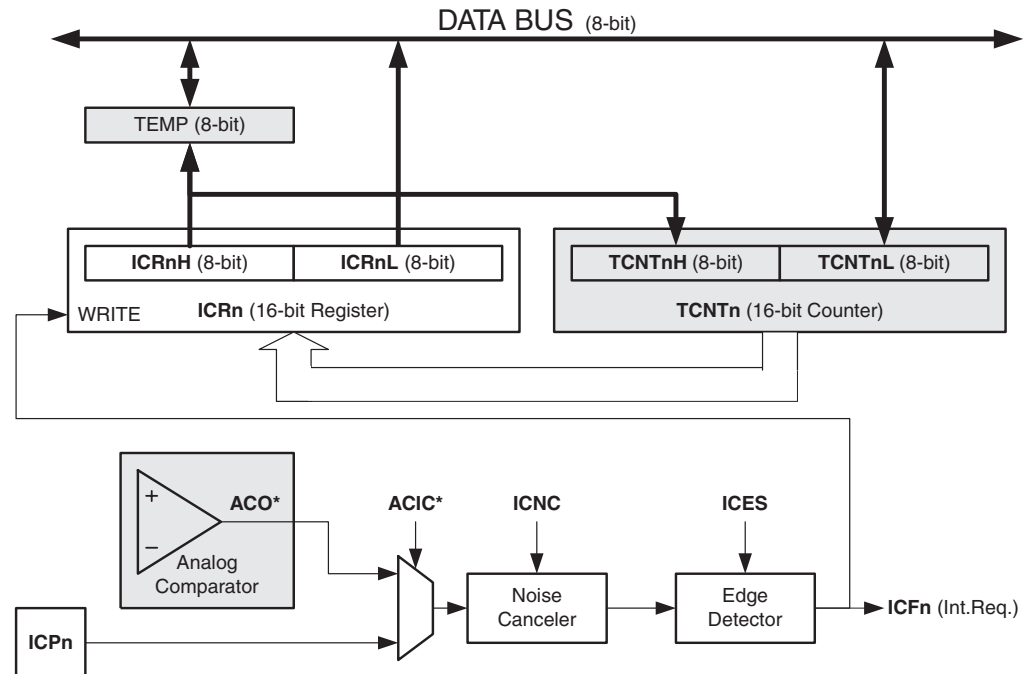 DATA BUS (8-bit)
TEMP (8-bit)
ICRnH (8-bit) ICRnL (8-bit) TCNTnH (8-bit) TCNTnL (8-bit)
WRITE ICRn (16-bit Register) TCNTn (16-bit Counter)
+ ACO* ACIC* ICNC ICES
−
Analog
Comparator
Noise
Canceler
Edge
Detector
ICFn (Int.Req.)
ICPn